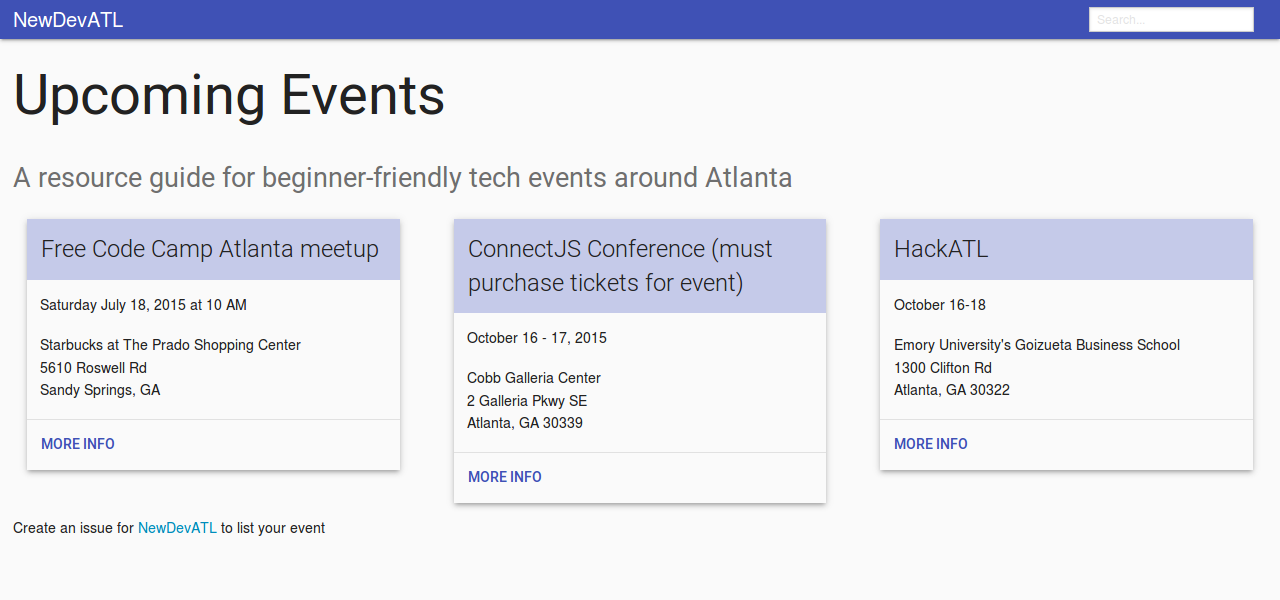 NewDevATL
Search...
Upcoming Events
A resource guide for beginner-friendly tech events around Atlanta
Free Code Camp Atlanta meetup
Saturday July 18, 2015 at 10 AM
Starbucks at The Prado Shopping Center
5610 Roswell Rd
Sandy Springs, GA
MORE INFO
ConnectJS Conference (must
purchase tickets for event)
October 16 - 17, 2015
Cobb Galleria Center
2 Galleria Pkwy SE
Atlanta, GA 30339
MORE INFO
HackATL
October 16-18
Emory University's Goizueta Business School
1300 Clifton Rd
Atlanta, GA 30322
MORE INFO
Create an issue for NewDevATL to list your event